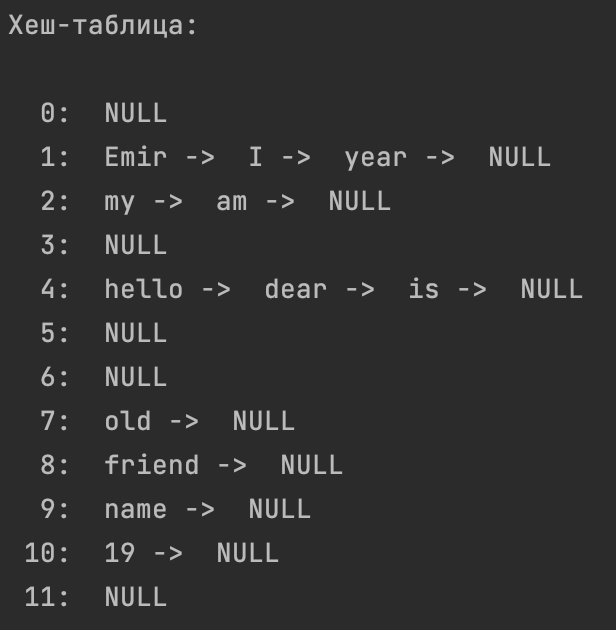 Хеш-таблица:
0: NULL
1: Emir -> I -> year -> NULL
2: my -> am -> NULL
3: NULL
4: hello -> dear -> is -> NULL
5: NULL
6: NULL
7: old -> NULL
8: friend -> NULL
9: name -> NULL
10: 19 -> NULL
11: NULL